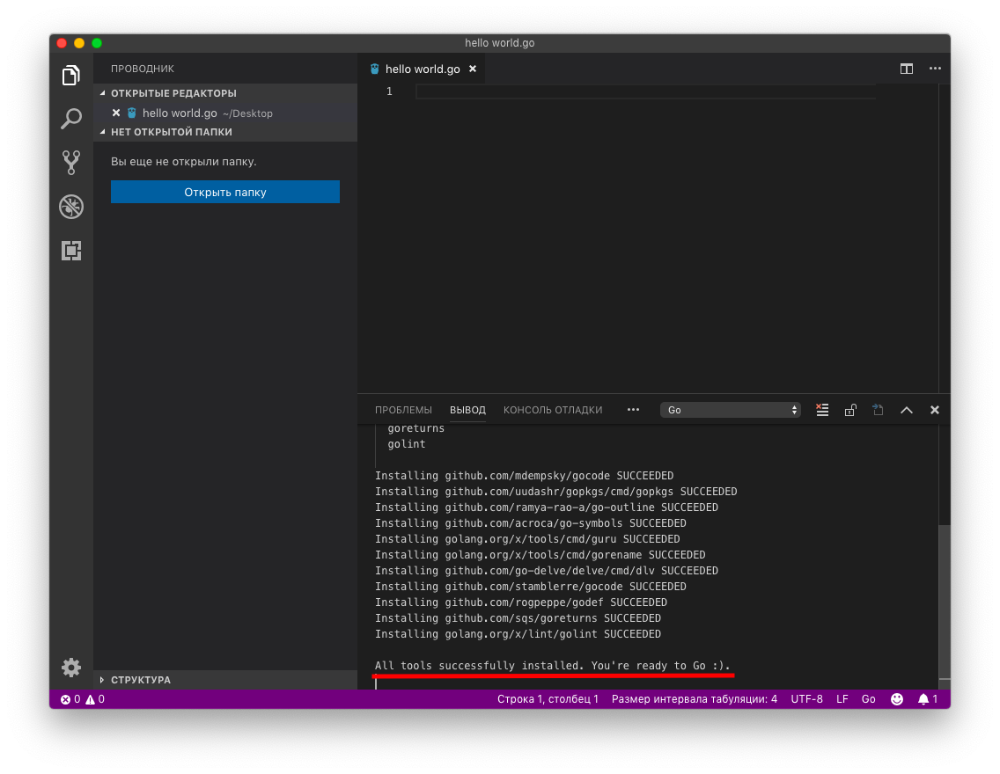 hello world.go
ПРОВОДНИК
ОТКРЫТЫЕ РЕДАКТОРЫ
hello world.go ~/Desktop
НЕТ ОТКРЫТОЙ ПАПКИ
Вы еще не открыли папку.
Открыть папку
СТРУКТУРА
hello world.go
1
ПРОБЛЕМЫ ВЫВОД КОНСОЛЬ ОТЛАДКИ Go
goreturns
golint
Installing github.com/mdempsky/gocode SUCCEEDED
Installing github.com/uudashr/gopkgs/cmd/gopkgs SUCCEEDED
Installing github.com/ramya-rao-a/go-outline SUCCEEDED
Installing github.com/acroca/go-symbols SUCCEEDED
Installing golang.org/x/tools/cmd/guru SUCCEEDED
Installing golang.org/x/tools/cmd/gorename SUCCEEDED
Installing github.com/go-delve/delve/cmd/dlv SUCCEEDED
Installing github.com/stamblerre/gocode SUCCEEDED
Installing github.com/rogpeppe/godef SUCCEEDED
Installing github.com/sqs/goreturns SUCCEEDED
Installing golang.org/x/lint/golint SUCCEEDED
All tools successfully installed. You're ready to Go :).
0 0 Строка 1, столбец 1 Размер интервала табуляции: 4 UTF-8 LF Go 1